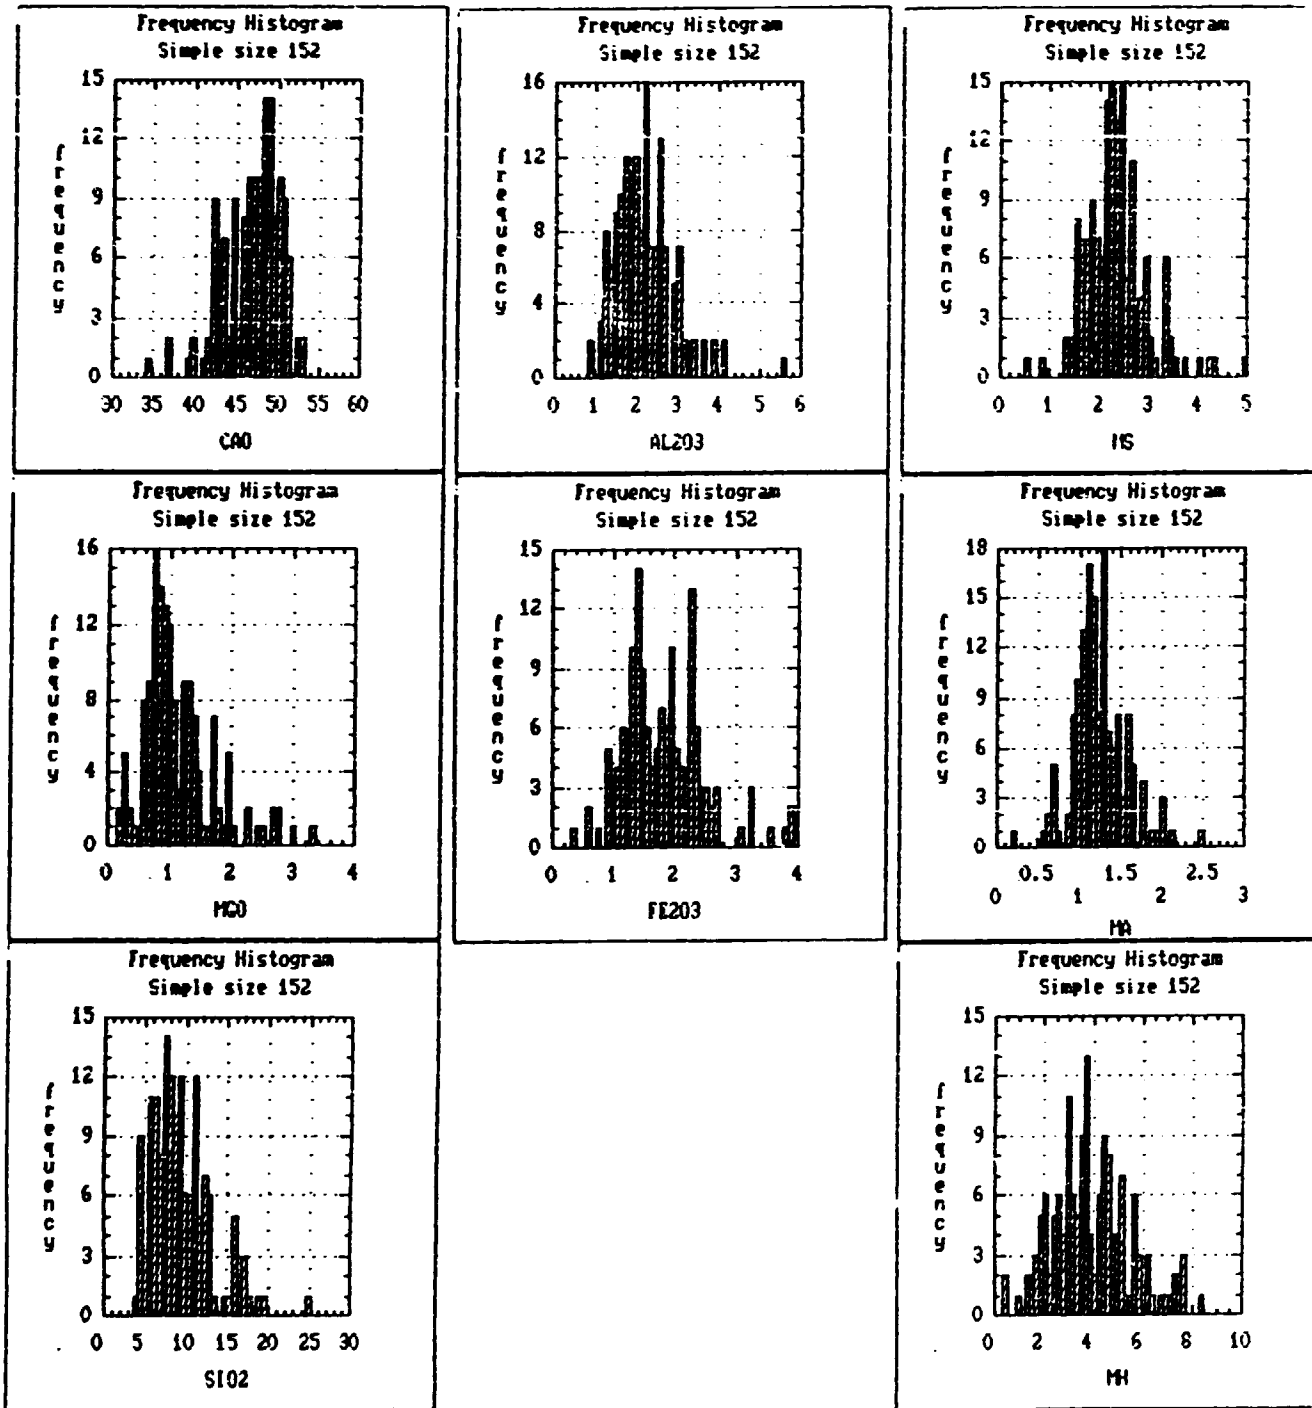 Frequency Histogram
Simple size 152
15
12
9
6
3
0
frequency
30 35 40 45 50 55 60
CAO
Frequency Histogram
Simple size 152
16
12
8
4
0
frequency
0 1 2 3 4 5 6
AL2O3
Frequency Histogram
Simple size 152
15
12
9
6
3
0
frequency
0 1 2 3 4 5
MS
Frequency Histogram
Simple size 152
16
12
8
4
0
frequency
0 1 2 3 4
MGO
Frequency Histogram
Simple size 152
15
12
9
6
3
0
frequency
0 1 2 3 4
FE2O3
Frequency Histogram
Simple size 152
18
15
12
9
6
3
0
frequency
0.5 1.5 2.5
0 1 2 3
MA
Frequency Histogram
Simple size 152
15
12
9
6
3
0
frequency
0 5 10 15 20 25 30
SIO2
Frequency Histogram
Simple size 152
15
12
9
6
3
0
frequency
0 2 4 6 8 10
MH